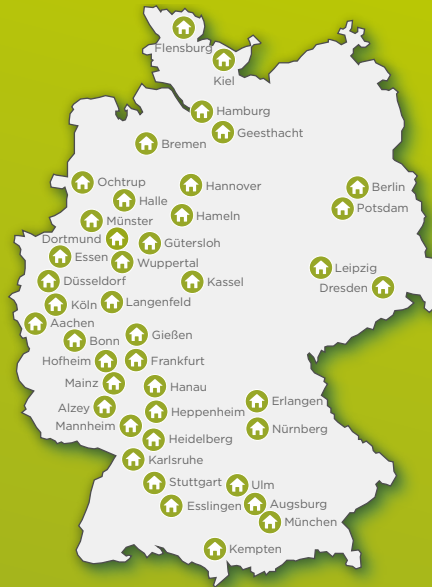 Flensburg
Kiel
Hamburg
Geesthacht
Bremen
Ochtrup
Hannover
Berlin
Halle
Potsdam
Münster
Hameln
Dortmund
Gütersloh
Essen
Wuppertal
Leipzig
Düsseldorf
Kassel
Dresden
Köln
Langenfeld
Aachen
Gießen
Bonn
Hofheim
Frankfurt
Mainz
Hanau
Erlangen
Alzey
Heppenheim
Mannheim
Nürnberg
Heidelberg
Karlsruhe
Stuttgart
Ulm
Esslingen
Augsburg
München
Kempten